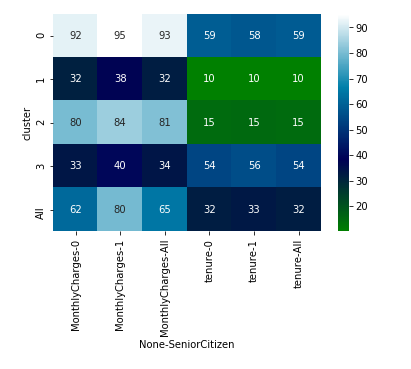 0 92 95 93 59 58 59
1 32 38 32 10 10 10
2 80 84 81 15 15 15
3 33 40 34 54 56 54
All 62 80 65 32 33 32
cluster
MonthlyCharges-0
MonthlyCharges-1
MonthlyCharges-All
tenure-0
tenure-1
tenure-All
None-SeniorCitizen
90
80
70
60
50
40
30
20